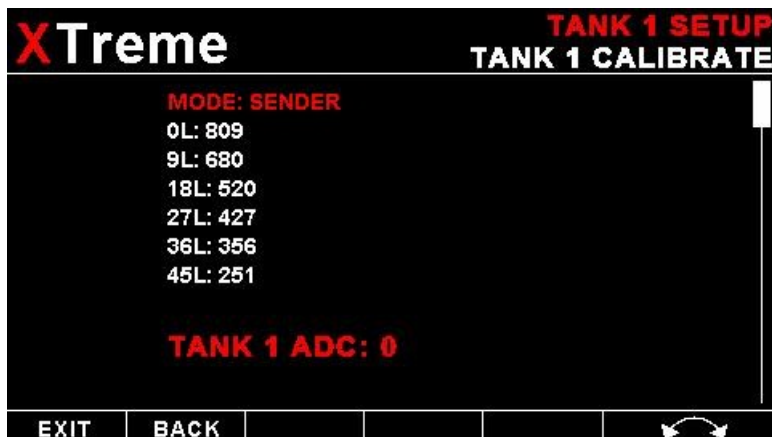 XTreme
TANK 1 SETUP
TANK 1 CALIBRATE
MODE: SENDER
0L: 809
9L: 680
18L: 520
27L: 427
36L: 356
45L: 251
TANK 1 ADC: 0
EXIT BACK